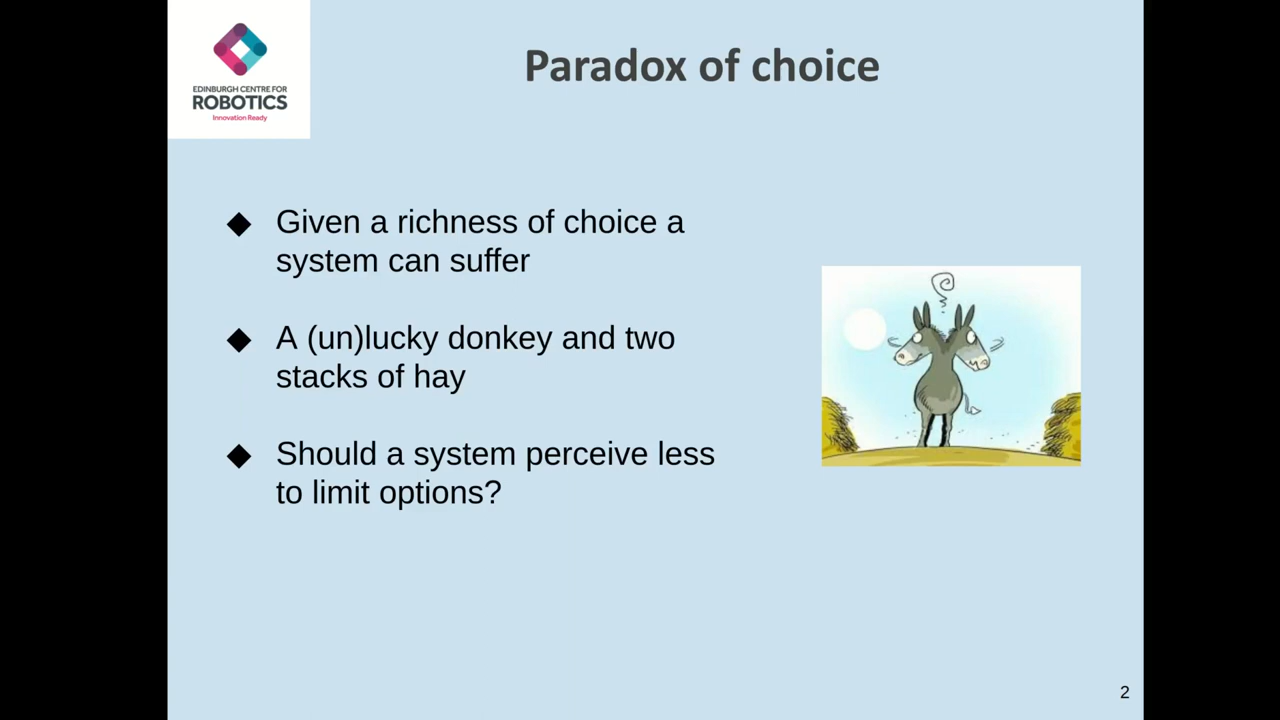 EDINBURGH CENTRE FOR
ROBOTICS
Innovation Ready
Paradox of choice
◆ Given a richness of choice a
system can suffer
◆ A (un)lucky donkey and two
stacks of hay
◆ Should a system perceive less
to limit options?
2